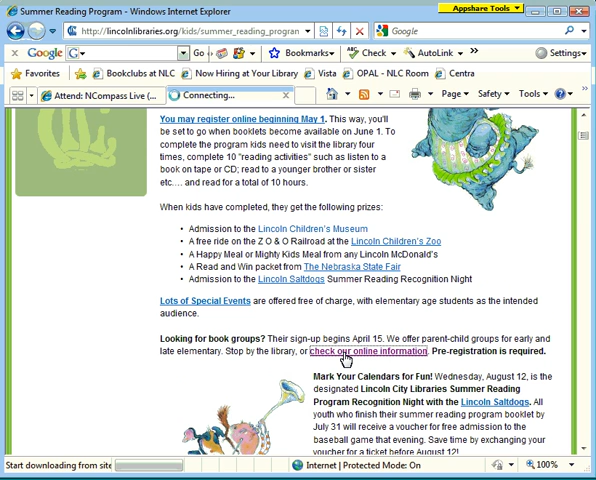 Summer Reading Program - Windows Internet Explorer
Appshare Tools
http://lincolnlibraries.org/kids/summer_reading_program
Google
Google
Go
Bookmarks
Check
AutoLink
Settings
Favorites
Bookclubs at NLC
Now Hiring at Your Library
Vista
OPAL - NLC Room
Centra
Attend: NCompass Live (...
Connecting...
Page
Safety
Tools
You may register online beginning May 1. This way, you'll
be set to go when booklets become available on June 1. To
complete the program kids need to visit the library four
times, complete 10 "reading activities" such as listen to a
book on tape or CD; read to a younger brother or sister
etc.... and read for a total of 10 hours.
When kids have completed, they get the following prizes:
• Admission to the Lincoln Children's Museum
• A free ride on the Z O & O Railroad at the Lincoln Children's Zoo
• A Happy Meal or Mighty Kids Meal from any Lincoln McDonald's
• A Read and Win packet from The Nebraska State Fair
• Admission to the Lincoln Saltdogs Summer Reading Recognition Night
Lots of Special Events are offered free of charge, with elementary age students as the intended
audience.
Looking for book groups? Their sign-up begins April 15. We offer parent-child groups for early and
late elementary. Stop by the library, or check our online information. Pre-registration is required.
Mark Your Calendars for Fun! Wednesday, August 12, is the
designated Lincoln City Libraries Summer Reading
Program Recognition Night with the Lincoln Saltdogs. All
youth who finish their summer reading program booklet by
July 31 will receive a voucher for free admission to the
baseball game that evening. Save time by exchanging your
voucher for a ticket before August 12!
Start downloading from site
Internet | Protected Mode: On
100%